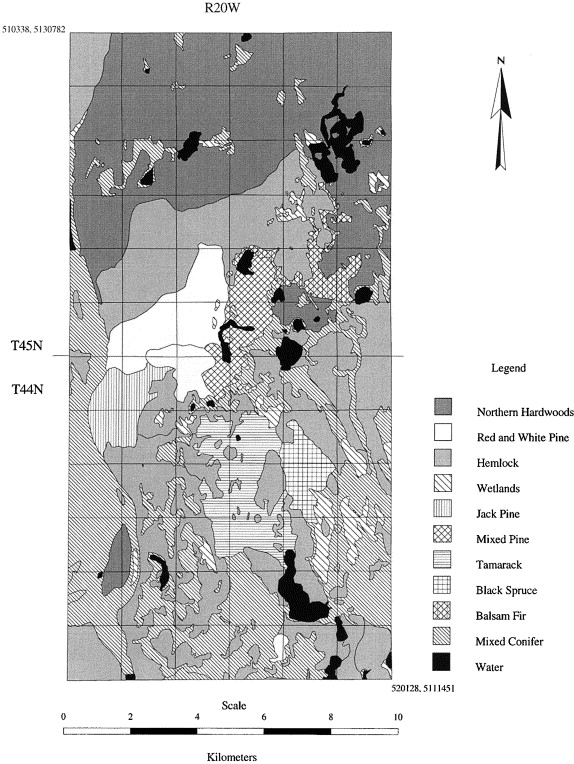 R20W
510338, 5130782
N
T45N
T44N
Legend
Northern Hardwoods
Red and White Pine
Hemlock
Wetlands
Jack Pine
Mixed Pine
Tamarack
Black Spruce
Balsam Fir
Mixed Conifer
Water
520128, 5111451
Scale
0 2 4 6 8 10
Kilometers